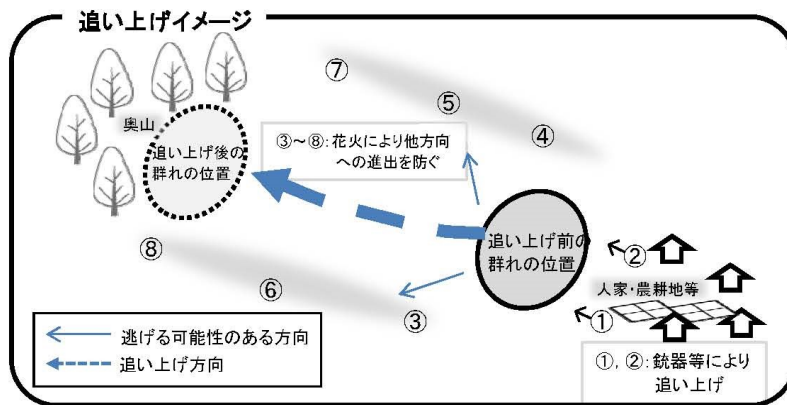 追い上げイメージ
⑦
⑤
④
奥山
追い上げ後の
群れの位置
③～⑧:花火により他方向
への進出を防ぐ
追い上げ前の
群れの位置
②
人家・農耕地等
①
⑧
⑥
③
逃げる可能性のある方向
追い上げ方向
①,②:銃器等により
追い上げ